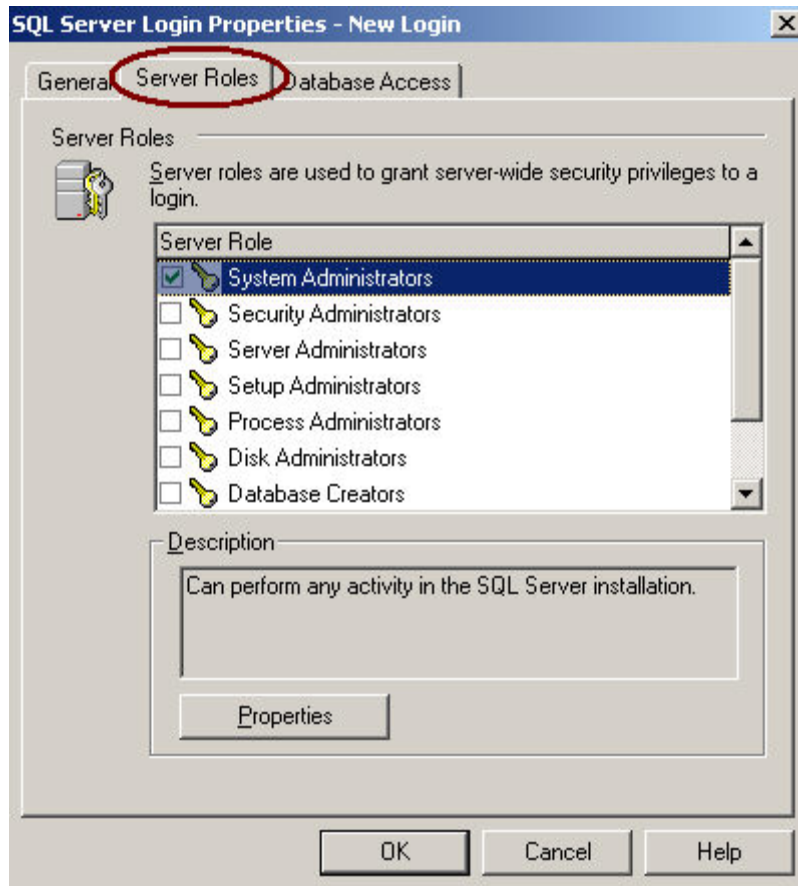 SQL Server Login Properties - New Login
General Server Roles Database Access
Server Roles
Server roles are used to grant server-wide security privileges to a
login.
Server Role
System Administrators
Security Administrators
Server Administrators
Setup Administrators
Process Administrators
Disk Administrators
Database Creators
Description
Can perform any activity in the SQL Server installation.
Properties
OK Cancel Help